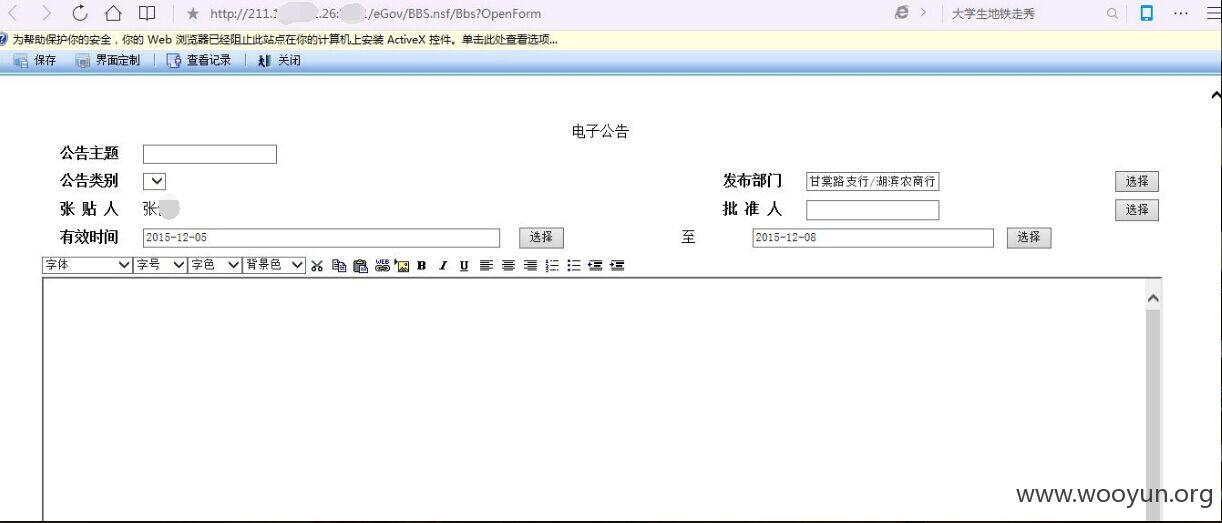 http://211.1 .26: 1/eGov/BBS.nsf/Bbs?OpenForm 大学生地铁走秀
为帮助保护你的安全，你的 Web 浏览器已经阻止此站点在你的计算机上安装 ActiveX 控件。单击此处查看选项...
保存 界面定制 查看记录 关闭
电子公告
公告主题
公告类别 发布部门 甘棠路支行/湖滨农商行 选择
张 贴 人 张 批 准 人 选择
有效时间 2015-12-05 选择 至 2015-12-08 选择
字体 字号 字色 背景色 B I U
www.wooyun.org